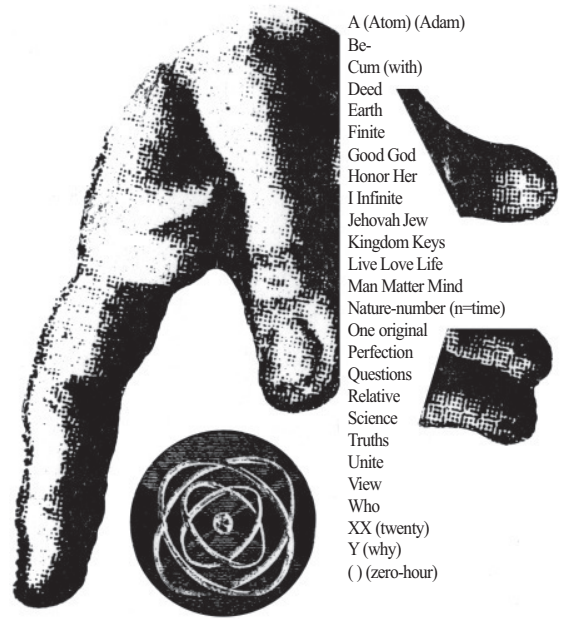 A (Atom) (Adam)
Be-
Cum (with)
Deed
Earth
Finite
Good God
Honor Her
I Infinite
Jehovah Jew
Kingdom Keys
Live Love Life
Man Matter Mind
Nature-number (n=time)
One original
Perfection
Questions
Relative
Science
Truths
Unite
View
Who
XX (twenty)
Y (why)
( ) (zero-hour)